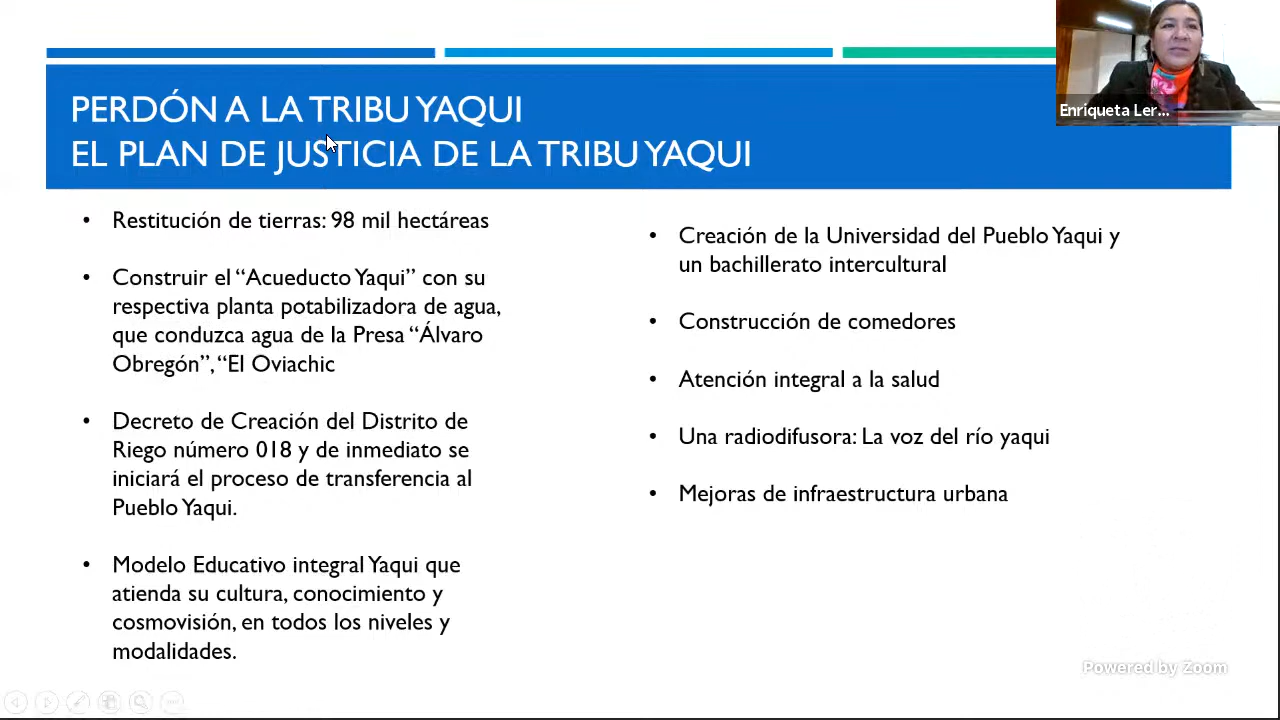 PERDÓN A LA TRIBU YAQUI
EL PLAN DE JUSTICIA DE LA TRIBU YAQUI
Enriqueta Ler...
• Restitución de tierras: 98 mil hectáreas
• Construir el “Acueducto Yaqui” con su
respectiva planta potabilizadora de agua,
que conduzca agua de la Presa “Álvaro
Obregón”, “El Oviachic
• Decreto de Creación del Distrito de
Riego número 018 y de inmediato se
iniciará el proceso de transferencia al
Pueblo Yaqui.
• Modelo Educativo integral Yaqui que
atienda su cultura, conocimiento y
cosmovisión, en todos los niveles y
modalidades.
• Creación de la Universidad del Pueblo Yaqui y
un bachillerato intercultural
• Construcción de comedores
• Atención integral a la salud
• Una radiodifusora: La voz del río yaqui
• Mejoras de infraestructura urbana
Powered by Zoom